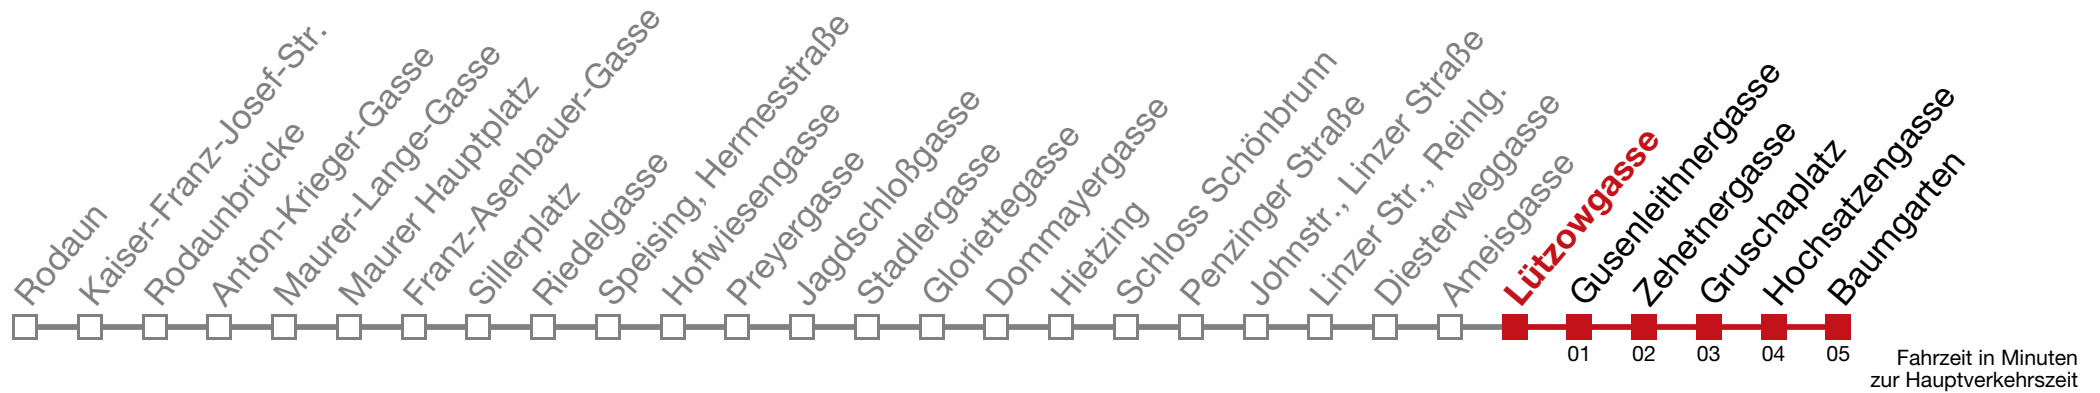 Rodaun
Kaiser-Franz-Josef-Str.
Rodaunbrücke
Anton-Krieger-Gasse
Maurer-Lange-Gasse
Maurer Hauptplatz
Franz-Asenbauer-Gasse
Sillerplatz
Riedelgasse
Speising, Hermesstraße
Hofwiesengasse
Preyergasse
Jagdschloßgasse
Stadlergasse
Gloriettegasse
Dommayergasse
Hietzing
Schloss Schönbrunn
Penzinger Straße
Johnstr., Linzer Straße
Linzer Str., Reinlg.
Diesterweggasse
Ameisgasse
Lützowgasse
Gusenleithnergasse
Zehetnergasse
Gruschaplatz
Hochsatzengasse
Baumgarten
01 02 03 04 05
Fahrzeit in Minuten
zur Hauptverkehrszeit